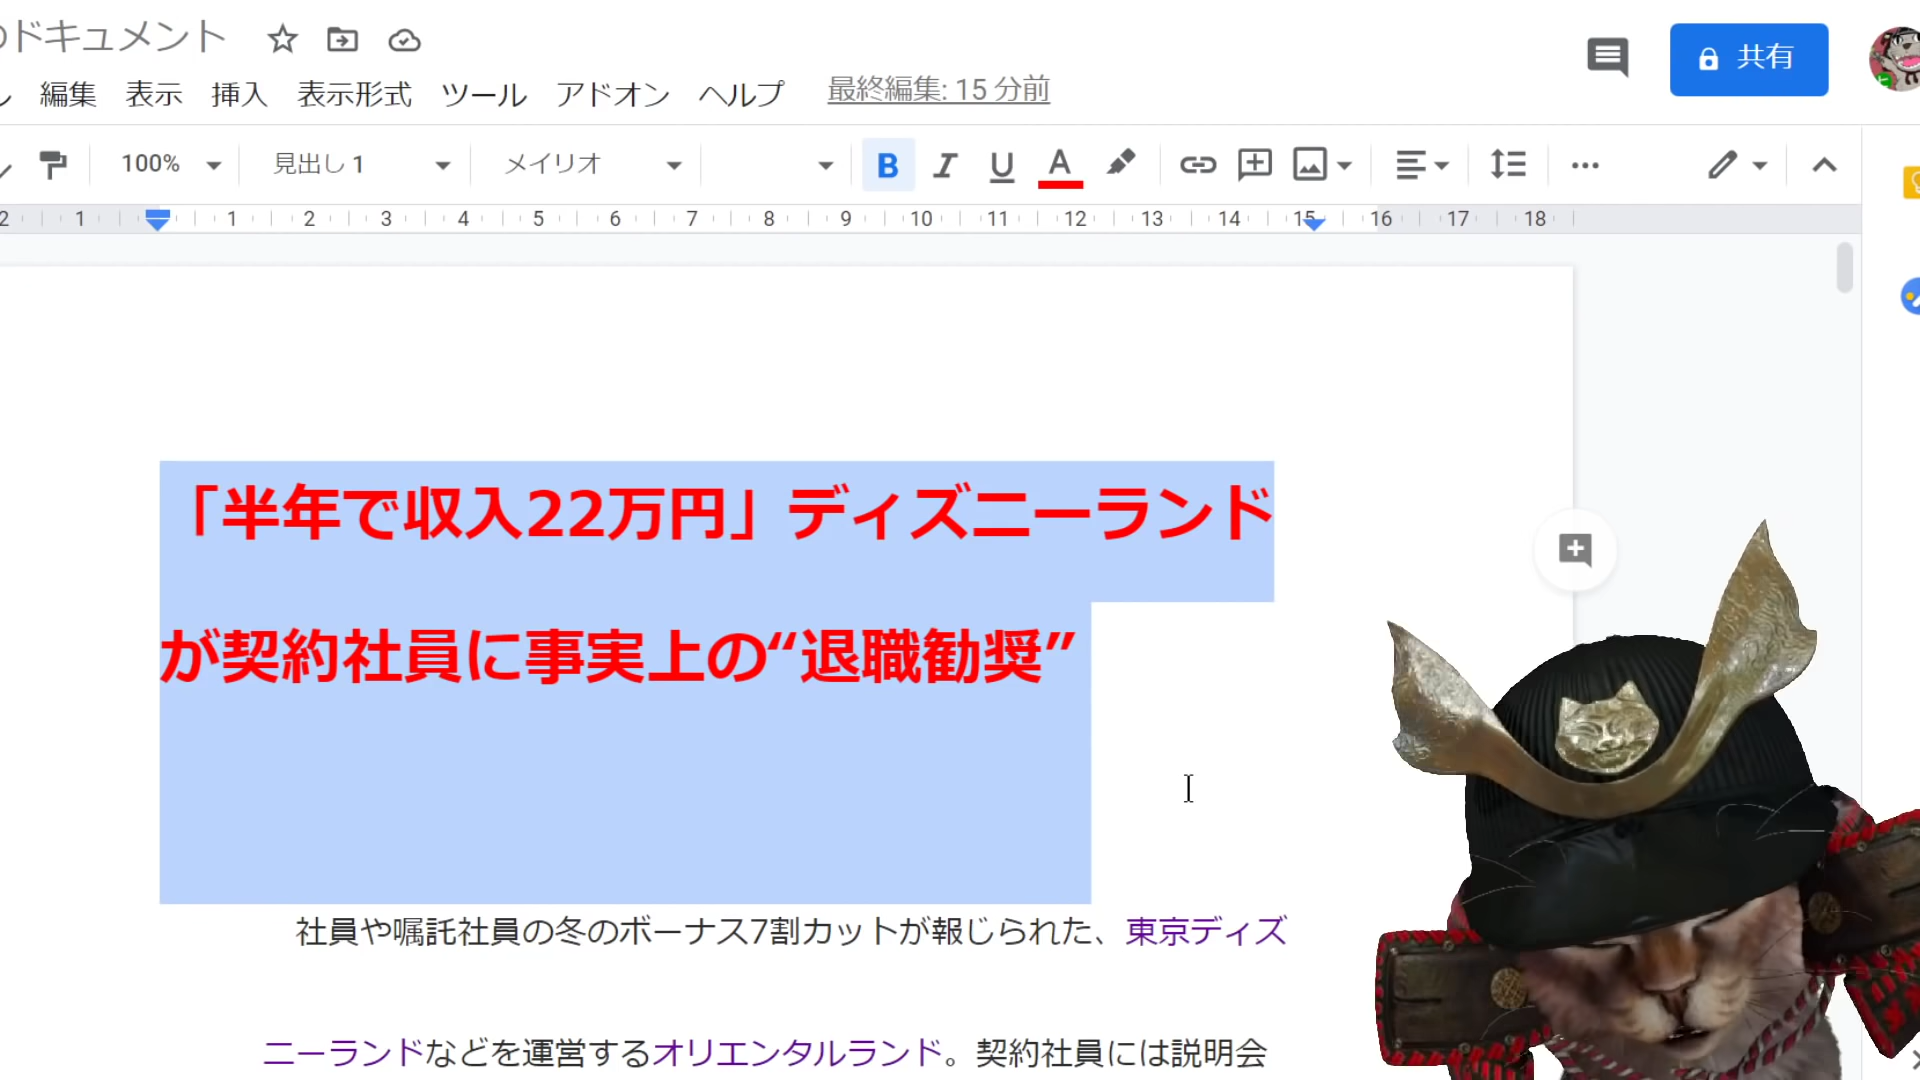 のドキュメント
編集 表示 挿入 表示形式 ツール アドオン ヘルプ 最終編集: 15 分前
共有
100% 見出し 1 メイリオ B I U A
2 1 1 2 3 4 5 6 7 8 9 10 11 12 13 14 15 16 17 18
「半年で収入22万円」ディズニーランド
が契約社員に事実上の“退職勧奨”
社員や嘱託社員の冬のボーナス7割カットが報じられた、東京ディズ
ニーランドなどを運営するオリエンタルランド。契約社員には説明会